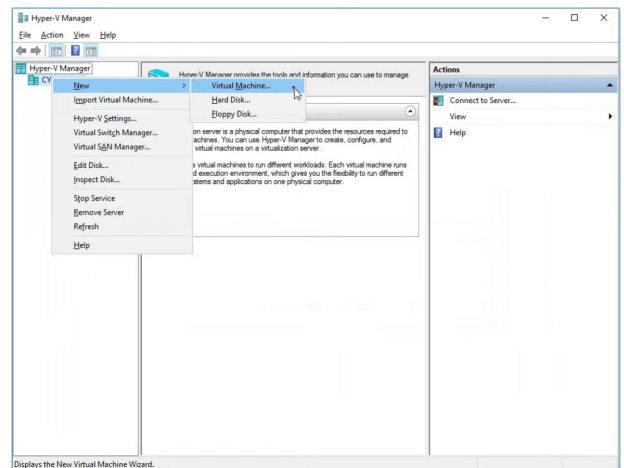 Hyper-V Manager
File Action View Help
Hyper-V Manager
CY
New
Import Virtual Machine...
Hyper-V Settings...
Virtual Switch Manager...
Virtual SAN Manager...
Edit Disk...
Inspect Disk...
Stop Service
Remove Server
Refresh
Help
Virtual Machine...
Hard Disk...
Floppy Disk...
Hyper-V Manager provides the tools and information you can use to manage
on server is a physical computer that provides the resources required to
achines. You can use Hyper-V Manager to create, configure, and
virtual machines on a virtualization server.
virtual machines to run different workloads. Each virtual machine runs
d execution environment, which gives you the flexibility to run different
stems and applications on one physical computer.
Actions
Hyper-V Manager
Connect to Server...
View
Help
Displays the New Virtual Machine Wizard.